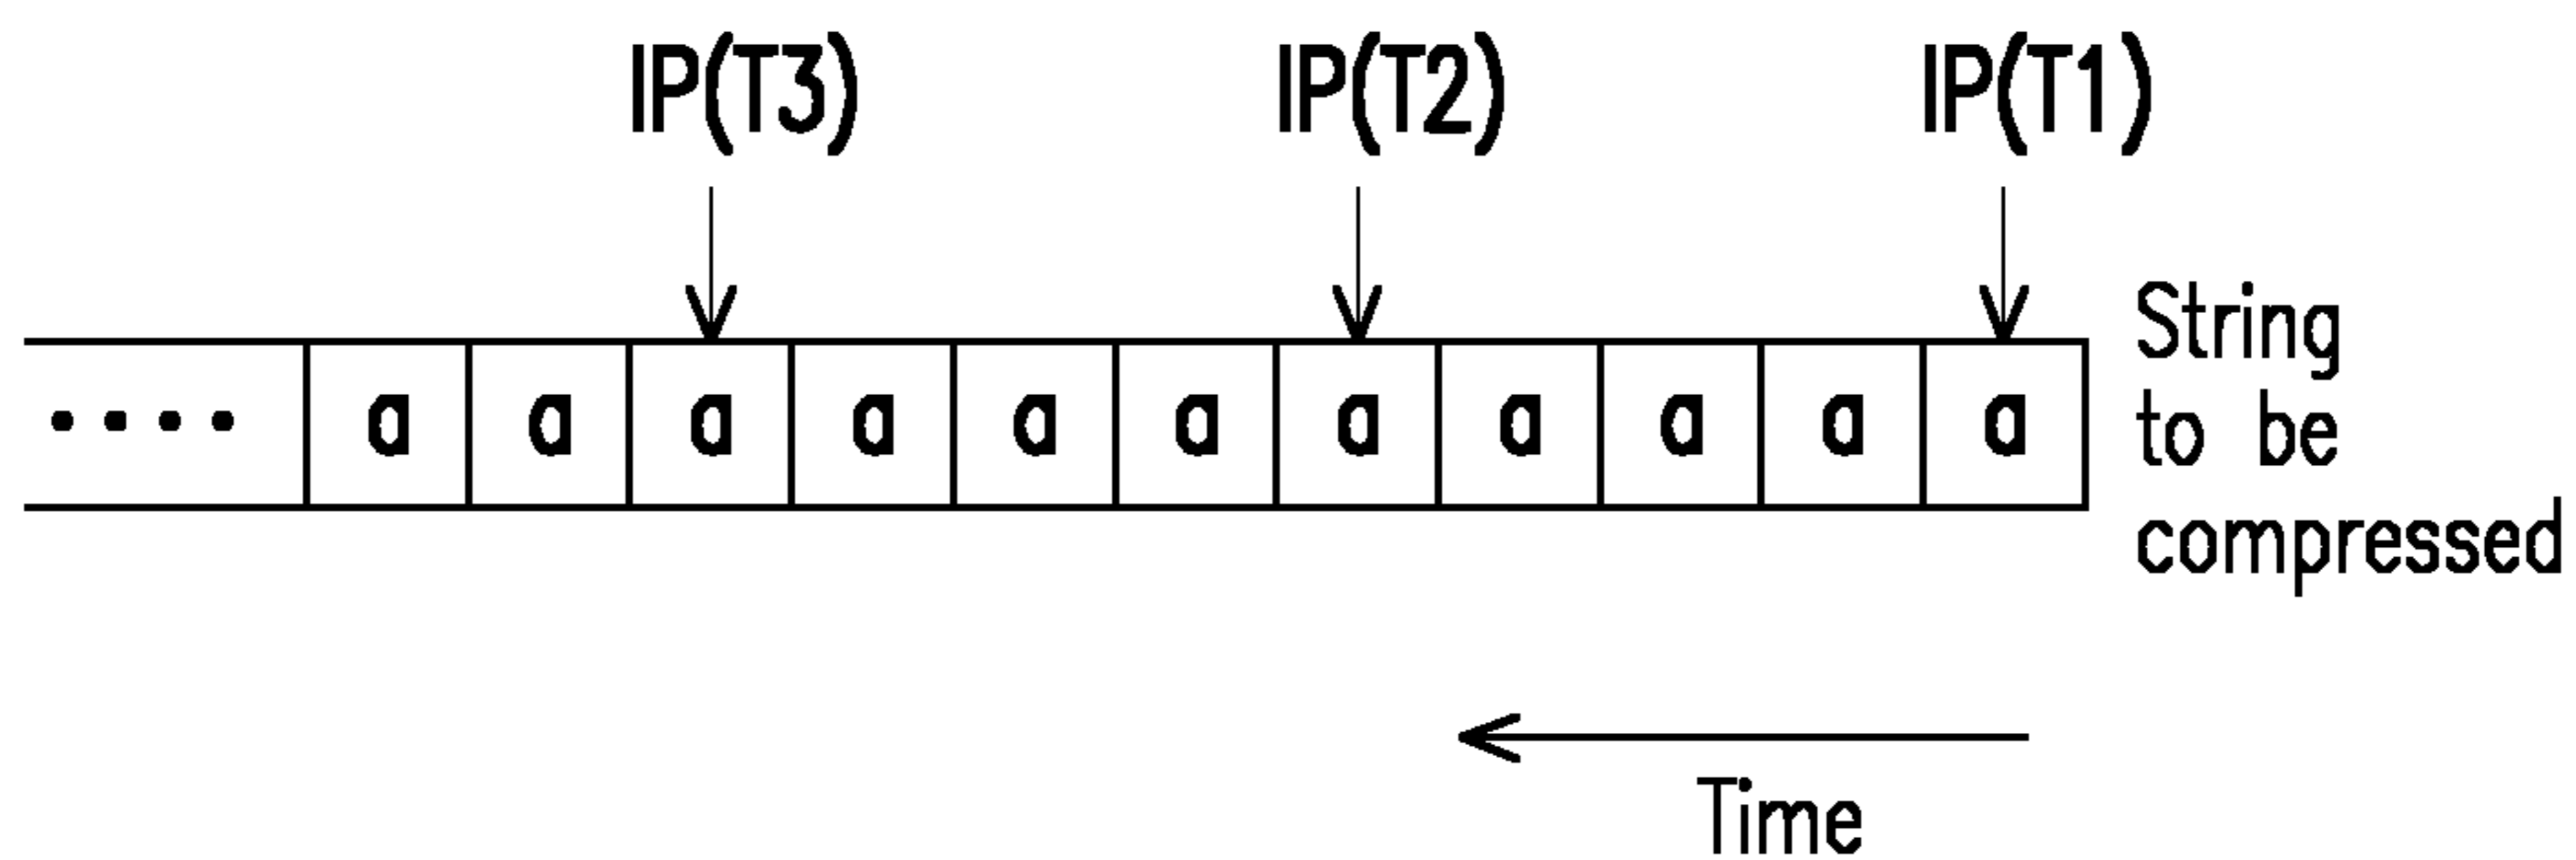 IP(T3) IP(T2) IP(T1)
.... a a a a a a a a a a a
String
to be
compressed
Time